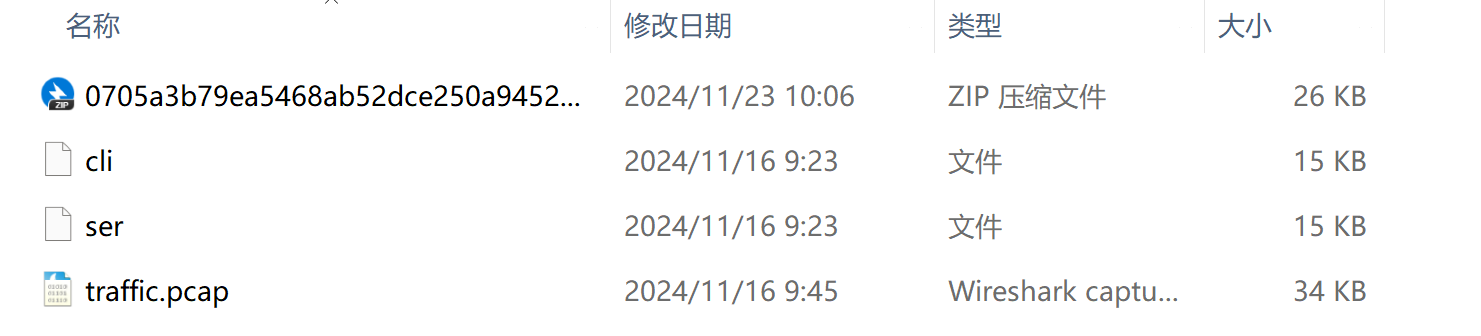 名称 修改日期 类型 大小
ZIP 0705a3b79ea5468ab52dce250a9452... 2024/11/23 10:06 ZIP 压缩文件 26 KB
cli 2024/11/16 9:23 文件 15 KB
ser 2024/11/16 9:23 文件 15 KB
traffic.pcap 2024/11/16 9:45 Wireshark captu... 34 KB